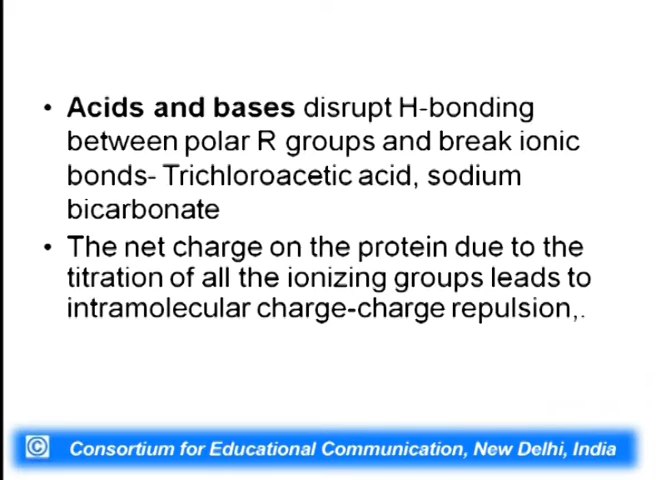 • Acids and bases disrupt H-bonding
between polar R groups and break ionic
bonds- Trichloroacetic acid, sodium
bicarbonate
• The net charge on the protein due to the
titration of all the ionizing groups leads to
intramolecular charge-charge repulsion,.
© Consortium for Educational Communication, New Delhi, India